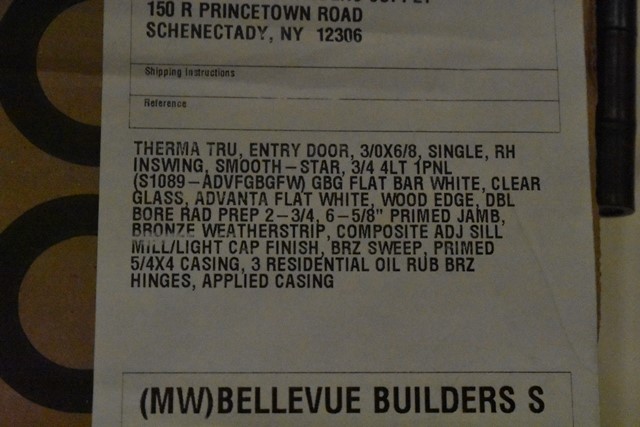 150 R PRINCETOWN ROAD
SCHENECTADY, NY 12306
Shipping Instructions
Reference
THERMA TRU, ENTRY DOOR, 3/0X6/8, SINGLE, RH
INSWING, SMOOTH-STAR, 3/4 4LT 1PNL
(S1089-ADVFGBGFW) GBG FLAT BAR WHITE, CLEAR
GLASS, ADVANTA FLAT WHITE, WOOD EDGE, DBL
BORE RAD PREP 2-3/4, 6-5/8" PRIMED JAMB,
BRONZE WEATHERSTRIP, COMPOSITE ADJ SILL
MILL/LIGHT CAP FINISH, BRZ SWEEP, PRIMED
5/4X4 CASING, 3 RESIDENTIAL OIL RUB BRZ
HINGES, APPLIED CASING
(MW)BELLEVUE BUILDERS S